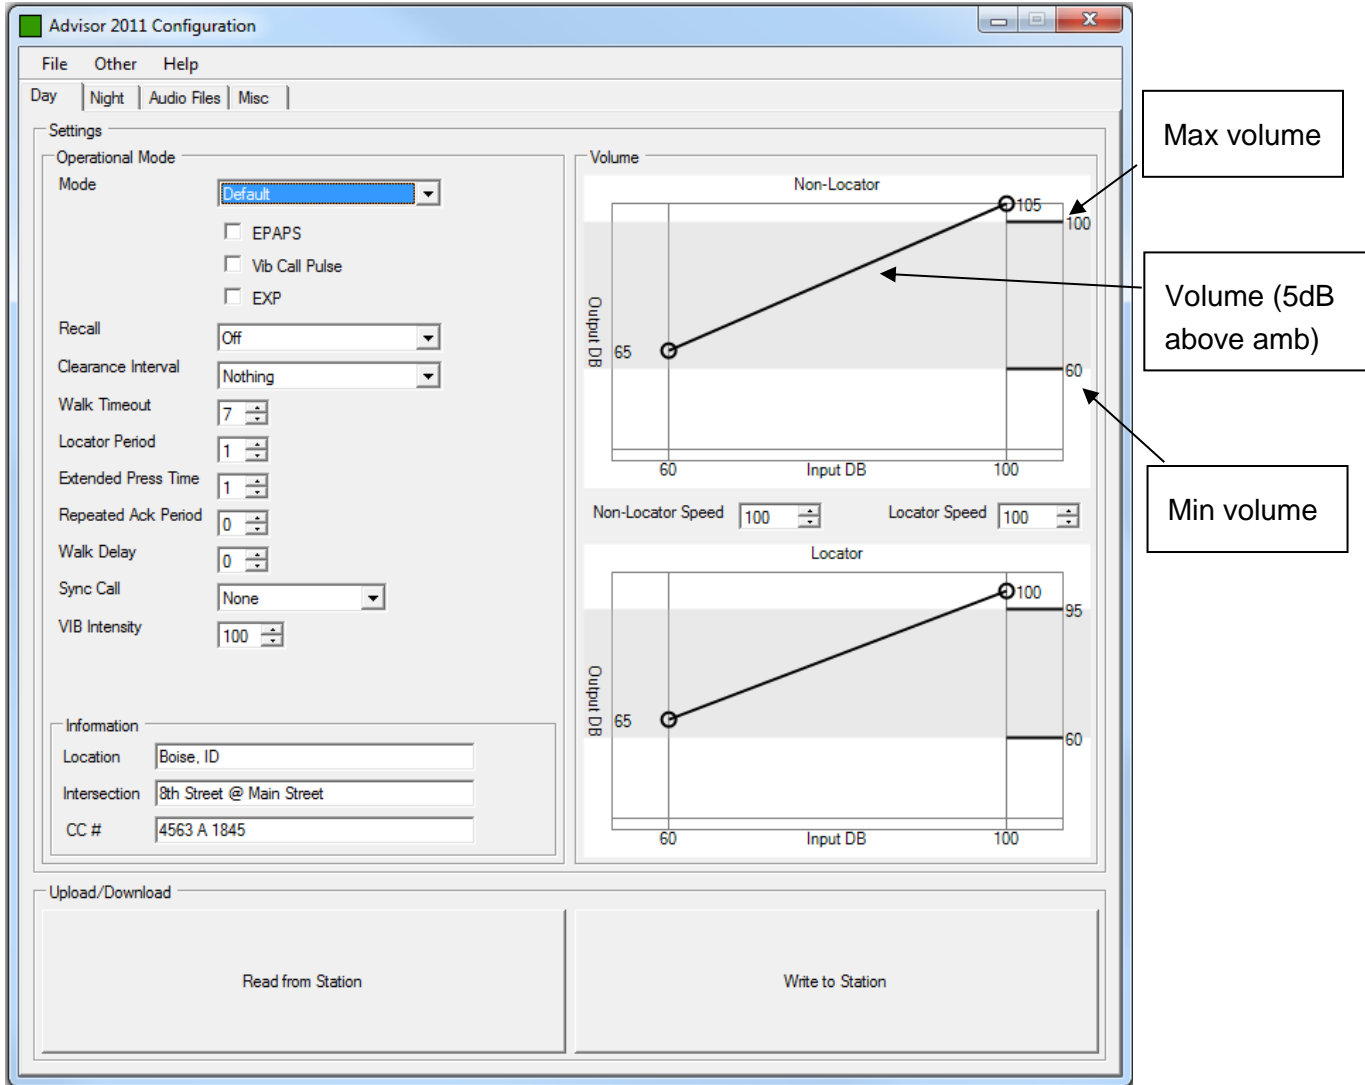 Advisor 2011 Configuration
File Other Help
Day Night Audio Files Misc
Settings
Operational Mode
Mode
Default
EPAPS
Vib Call Pulse
EXP
Recall
Off
Clearance Interval
Nothing
Walk Timeout
7
Locator Period
1
Extended Press Time
1
Repeated Ack Period
0
Walk Delay
0
Sync Call
None
VIB Intensity
100
Information
Location
Boise, ID
Intersection
8th Street @ Main Street
CC #
4563 A 1845
Volume
Non-Locator
105
100
Output DB
65
60
60
Input DB
100
Non-Locator Speed
100
Locator Speed
100
Locator
100
95
Output DB
65
60
60
Input DB
100
Upload/Download
Read from Station
Write to Station
Max volume
Volume (5dB
above amb)
Min volume